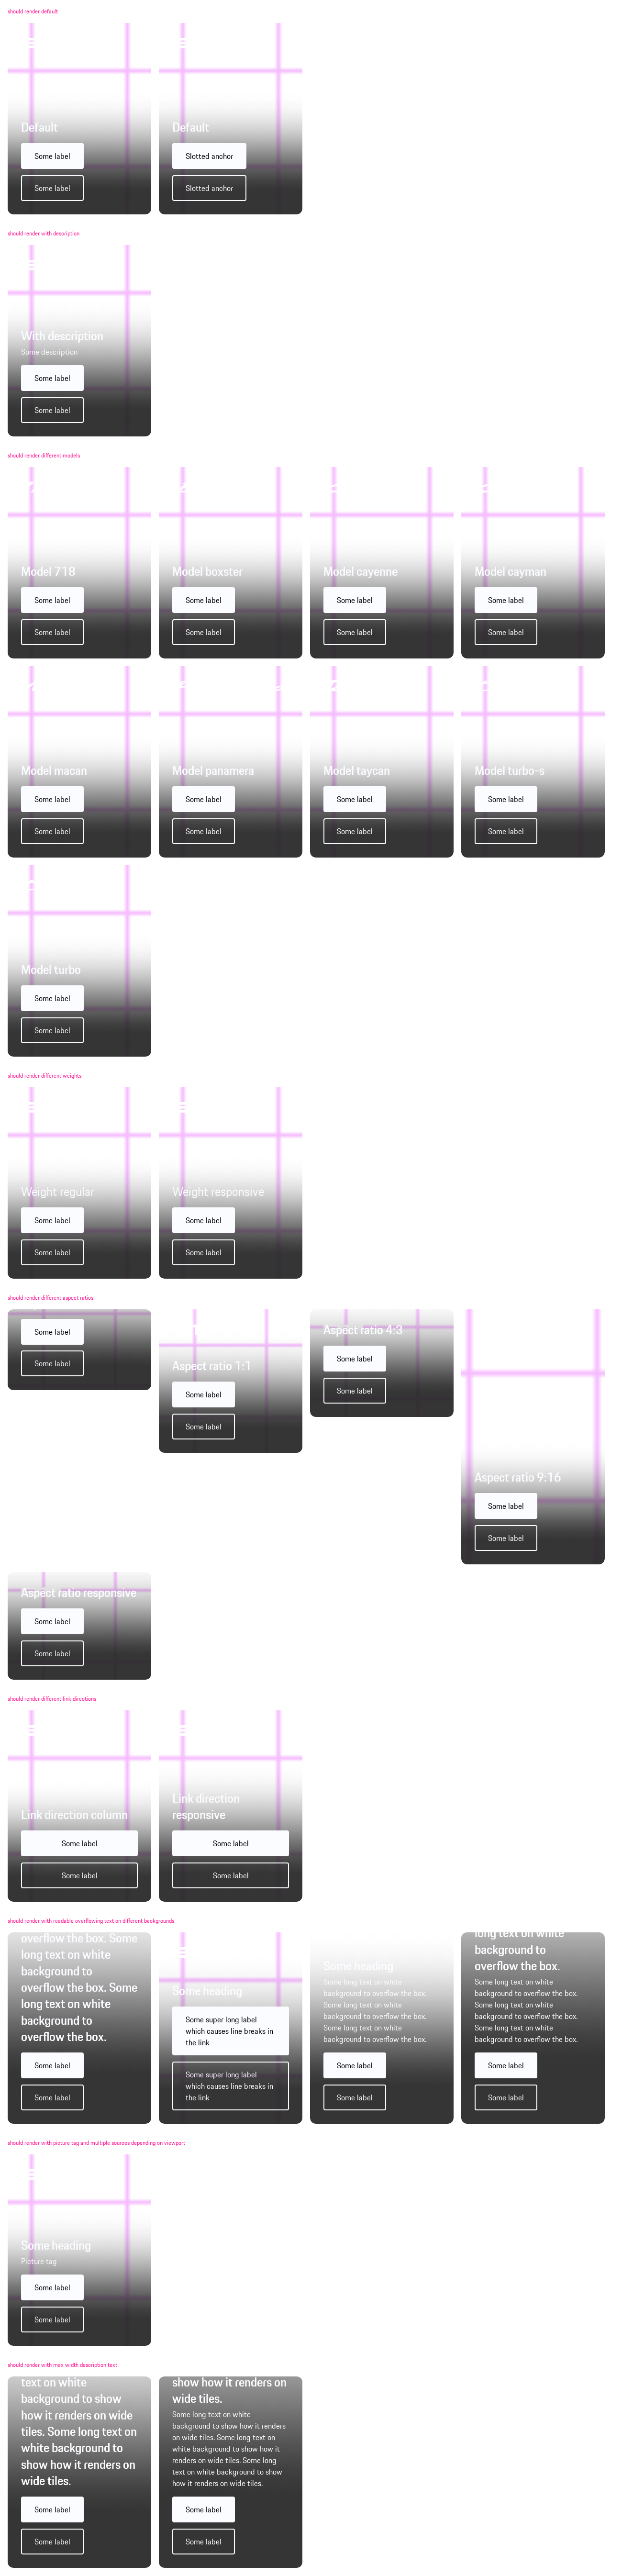 should render default
Default
Default
Some label
Slotted anchor
Some label
Slotted anchor
should render with description
With description
Some description
Some label
Some label
should render different models
Model 718
Model boxster
Model cayenne
Model cayman
Some label
Some label
Some label
Some label
Some label
Some label
Some label
Some label
Model macan
Model panamera
Model taycan
Model turbo-s
Some label
Some label
Some label
Some label
Some label
Some label
Some label
Some label
Model turbo
Some label
Some label
should render different weights
Weight regular
Weight responsive
Some label
Some label
Some label
Some label
should render different aspect ratios
Some label
Some label
Aspect ratio 1:1
Some label
Some label
Aspect ratio 4:3
Some label
Some label
Aspect ratio 9:16
Some label
Some label
Aspect ratio responsive
Some label
Some label
should render different link directions
Link direction column
Some label
Some label
Link direction
responsive
Some label
Some label
should render with readable overflowing text on different backgrounds
overflow the box. Some
long text on white
background to
overflow the box. Some
long text on white
background to
overflow the box.
Some label
Some label
Some heading
Some super long label
which causes line breaks in
the link
Some super long label
which causes line breaks in
the link
Some heading
Some long text on white
background to overflow the box.
Some long text on white
background to overflow the box.
Some long text on white
background to overflow the box.
Some label
Some label
long text on white
background to
overflow the box.
Some long text on white
background to overflow the box.
Some long text on white
background to overflow the box.
Some long text on white
background to overflow the box.
Some label
Some label
should render with picture tag and multiple sources depending on viewport
Some heading
Picture tag
Some label
Some label
should render with max width description text
text on white
background to show
how it renders on wide
tiles. Some long text on
white background to
show how it renders on
wide tiles.
Some label
Some label
show how it renders on
wide tiles.
Some long text on white
background to show how it renders
on wide tiles. Some long text on
white background to show how it
renders on wide tiles. Some long
text on white background to show
how it renders on wide tiles.
Some label
Some label